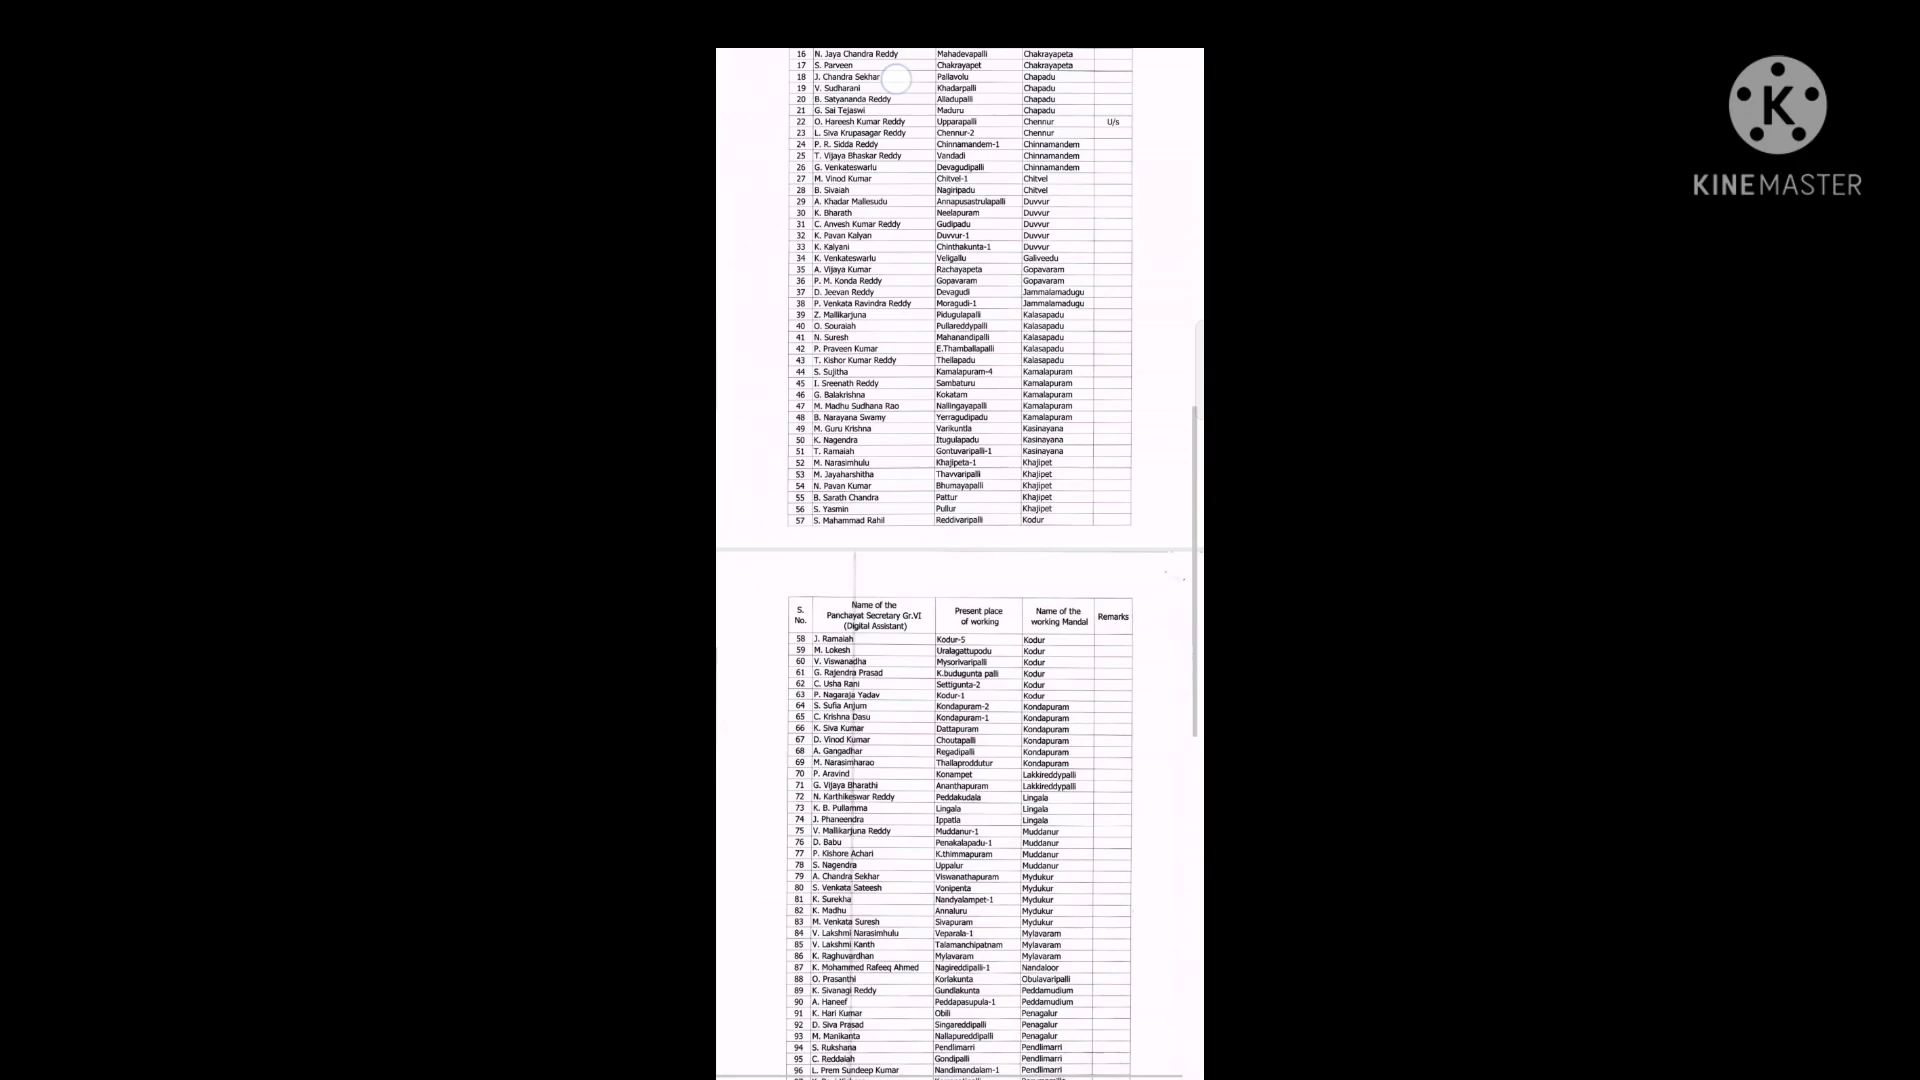 16 N. Jaya Chandra Reddy Mahadevapalli Chakrayapeta
17 S. Parveen Chakrayapet Chakrayapeta
18 J. Chandra Sekhar Pallavolu Chapadu
19 V. Sudharani Khadarpalli Chapadu
20 B. Satyananda Reddy Alladupalli Chapadu
21 G. Sai Tejaswi Maduru Chapadu
22 O. Hareesh Kumar Reddy Upparapalli Chennur U/s
23 L. Siva Krupasagar Reddy Chennur-2 Chennur
24 P. R. Sidda Reddy Chinnamandem-1 Chinnamandem
25 T. Vijaya Bhaskar Reddy Vandadi Chinnamandem
26 G. Venkateswarlu Devagudipalli Chinnamandem
27 M. Vinod Kumar Chitvel-1 Chitvel
28 B. Sivaiah Nagiripadu Chitvel
29 A. Khadar Mallesudu Annapusastrulapalli Duvvur
30 K. Bharath Neelapuram Duvvur
31 C. Anvesh Kumar Reddy Gudipadu Duvvur
32 K. Pavan Kalyan Duvvur-1 Duvvur
33 K. Kalyani Chinthakunta-1 Duvvur
34 K. Venkateswarlu Veligallu Galiveedu
35 A. Vijaya Kumar Rachayapeta Gopavaram
36 P. M. Konda Reddy Gopavaram Gopavaram
37 D. Jeevan Reddy Devagudi Jammalamadugu
38 P. Venkata Ravindra Reddy Moragudi-1 Jammalamadugu
39 Z. Mallikarjuna Pidugulapalli Kalasapadu
40 O. Souraiah Pullareddypalli Kalasapadu
41 N. Suresh Mahanandipalli Kalasapadu
42 P. Praveen Kumar E.Thamballapalli Kalasapadu
43 T. Kishor Kumar Reddy Thellapadu Kalasapadu
44 S. Sujitha Kamalapuram-4 Kamalapuram
45 I. Sreenath Reddy Sambaturu Kamalapuram
46 G. Balakrishna Kokatam Kamalapuram
47 M. Madhu Sudhana Rao Nallingayapalli Kamalapuram
48 B. Narayana Swamy Yerragudipadu Kamalapuram
49 M. Guru Krishna Varikuntla Kasinayana
50 K. Nagendra Itugulapadu Kasinayana
51 T. Ramaiah Gontuvaripalli-1 Kasinayana
52 M. Narasimhulu Khajipeta-1 Khajipet
53 M. Jayaharshitha Thavvaripalli Khajipet
54 N. Pavan Kumar Bhumayapalli Khajipet
55 B. Sarath Chandra Pattur Khajipet
56 S. Yasmin Pullur Khajipet
57 S. Mahammad Rahil Reddivaripalli Kodur
S. No. Name of the Panchayat Secretary Gr.VI (Digital Assistant) Present place of working Name of the working Mandal Remarks
58 J. Ramaiah Kodur-5 Kodur
59 M. Lokesh Uralagattupodu Kodur
60 V. Viswanadha Mysorivaripalli Kodur
61 G. Rajendra Prasad K.budugunta palli Kodur
62 C. Usha Rani Settigunta-2 Kodur
63 P. Nagaraja Yadav Kodur-1 Kodur
64 S. Sufia Anjum Kondapuram-2 Kondapuram
65 C. Krishna Dasu Kondapuram-1 Kondapuram
66 K. Siva Kumar Dattapuram Kondapuram
67 D. Vinod Kumar Choutapalli Kondapuram
68 A. Gangadhar Regadipalli Kondapuram
69 M. Narasimharao Thallaproddutur Kondapuram
70 P. Aravind Konampet Lakkireddypalli
71 G. Vijaya Bharathi Ananthapuram Lakkireddypalli
72 N. Karthikeswar Reddy Peddakudala Lingala
73 K. B. Pullamma Lingala Lingala
74 J. Phaneendra Ippatla Lingala
75 V. Mallikarjuna Reddy Muddanur-1 Muddanur
76 D. Babu Penakalapadu-1 Muddanur
77 P. Kishore Achari K.thimmapuram Muddanur
78 S. Nagendra Uppalur Muddanur
79 A. Chandra Sekhar Viswanathapuram Mydukur
80 S. Venkata Sateesh Vonipenta Mydukur
81 K. Surekha Nandyalampet-1 Mydukur
82 K. Madhu Annaluru Mydukur
83 M. Venkata Suresh Sivapuram Mydukur
84 V. Lakshmi Narasimhulu Veparala-1 Mylavaram
85 V. Lakshmi Kanth Talamanchipatnam Mylavaram
86 K. Raghuvardhan Mylavaram Mylavaram
87 K. Mohammed Rafeeq Ahmed Nagireddipalli-1 Nandaloor
88 O. Prasanthi Korlakunta Obulavaripalli
89 K. Sivanagi Reddy Gundlakunta Peddamudium
90 A. Haneef Peddapasupula-1 Peddamudium
91 K. Hari Kumar Obili Penagalur
92 D. Siva Prasad Singareddipalli Penagalur
93 M. Manikanta Nallapureddipalli Penagalur
94 S. Rukshana Pendlimarri Pendlimarri
95 C. Reddaiah Gondipalli Pendlimarri
96 L. Prem Sundeep Kumar Nandimandalam-1 Pendlimarri
K
KINEMASTER